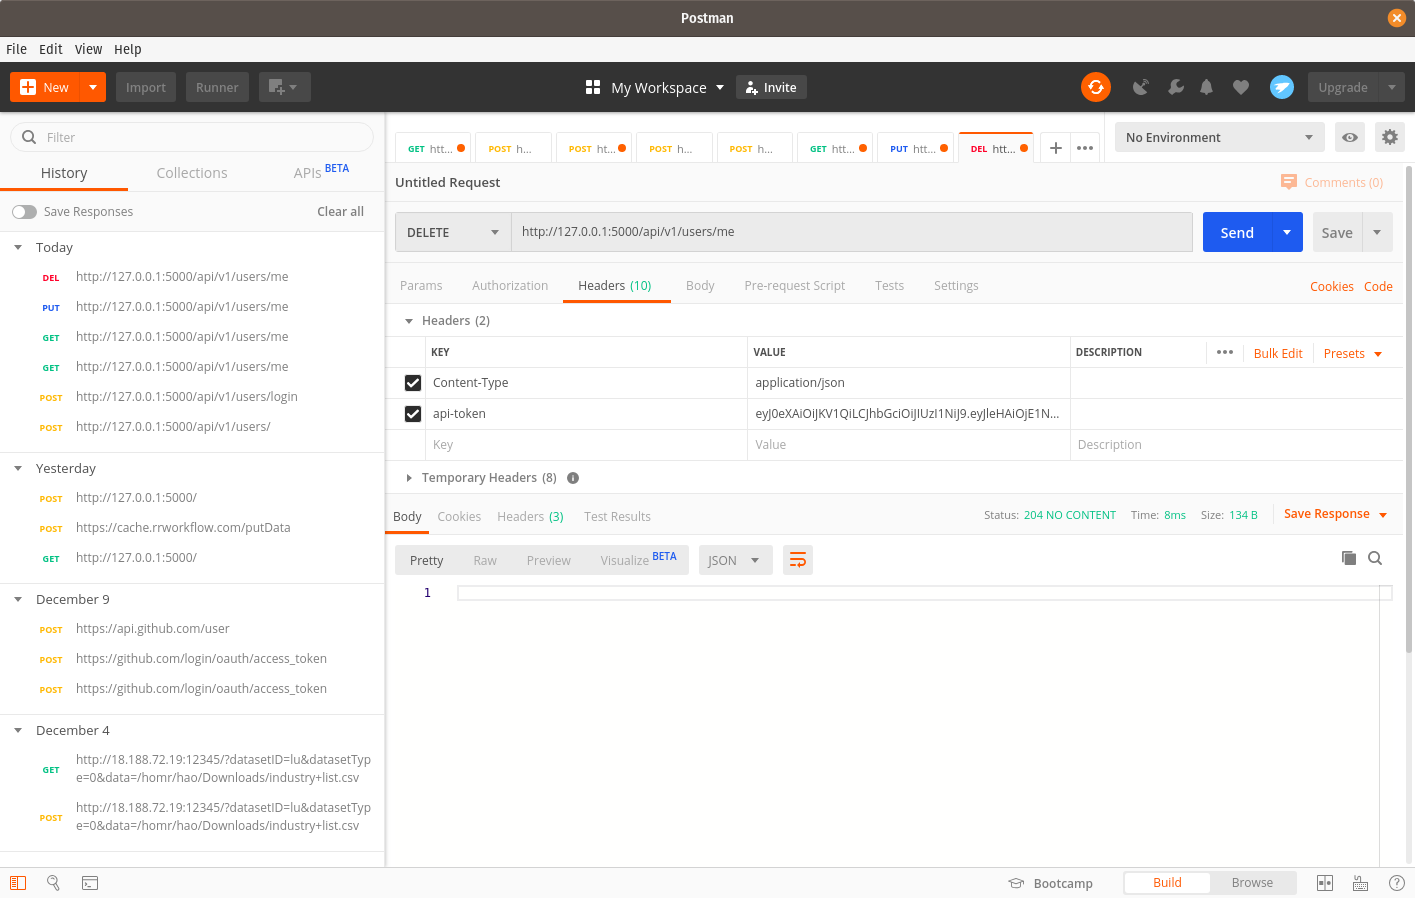 Postman
File Edit View Help
New Import Runner My Workspace Invite Upgrade
Filter
History Collections APIs BETA
Save Responses Clear all
Today
DEL http://127.0.0.1:5000/api/v1/users/me
PUT http://127.0.0.1:5000/api/v1/users/me
GET http://127.0.0.1:5000/api/v1/users/me
GET http://127.0.0.1:5000/api/v1/users/me
POST http://127.0.0.1:5000/api/v1/users/login
POST http://127.0.0.1:5000/api/v1/users/
Yesterday
POST http://127.0.0.1:5000/
POST https://cache.rrworkflow.com/putData
GET http://127.0.0.1:5000/
December 9
POST https://api.github.com/user
POST https://github.com/login/oauth/access_token
POST https://github.com/login/oauth/access_token
December 4
GET http://18.188.72.19:12345/?datasetID=lu&datasetTyp
e=0&data=/homr/hao/Downloads/industry+list.csv
POST http://18.188.72.19:12345/?datasetID=lu&datasetTyp
e=0&data=/homr/hao/Downloads/industry+list.csv
GET htt... POST h... POST ht... POST h... POST h... GET htt... PUT htt... DEL htt... No Environment
Untitled Request Comments (0)
DELETE http://127.0.0.1:5000/api/v1/users/me Send Save
Params Authorization Headers (10) Body Pre-request Script Tests Settings Cookies Code
Headers (2)
KEY VALUE DESCRIPTION Bulk Edit Presets
Content-Type application/json
api-token eyJ0eXAiOiJKV1QiLCJhbGciOiJIUzI1NiJ9.eyJleHAiOjE1N...
Key Value Description
Temporary Headers (8)
Body Cookies Headers (3) Test Results Status: 204 NO CONTENT Time: 8ms Size: 134 B Save Response
Pretty Raw Preview Visualize BETA JSON
1
Bootcamp Build Browse